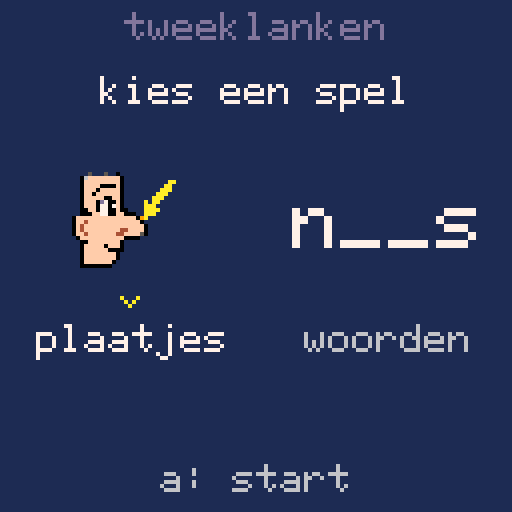 tweeklanken
kies een spel
n__s
plaatjes woorden
a: start